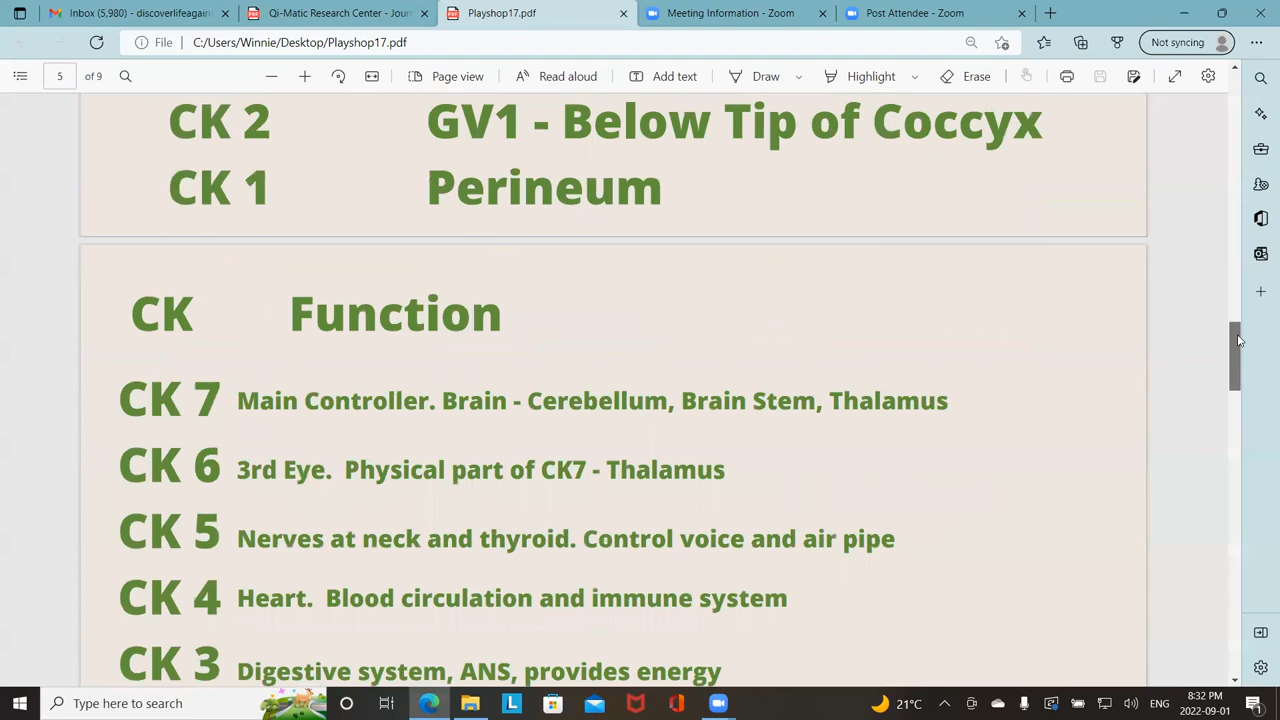 Inbox (5,980) - discoverlifeagain
Qi-Matic Research Center - Journ
Playshop17.pdf
Meeting Information - Zoom
Post Attendee - Zoom
File
C:/Users/Winnie/Desktop/Playshop17.pdf
Not syncing
5 of 9
Page view
Read aloud
Add text
Draw
Highlight
Erase
CK 2 GV1 - Below Tip of Coccyx
CK 1 Perineum
CK Function
CK 7 Main Controller. Brain - Cerebellum, Brain Stem, Thalamus
CK 6 3rd Eye. Physical part of CK7 - Thalamus
CK 5 Nerves at neck and thyroid. Control voice and air pipe
CK 4 Heart. Blood circulation and immune system
CK 3 Digestive system, ANS, provides energy
Type here to search
21°C
ENG
8:32 PM
2022-09-01